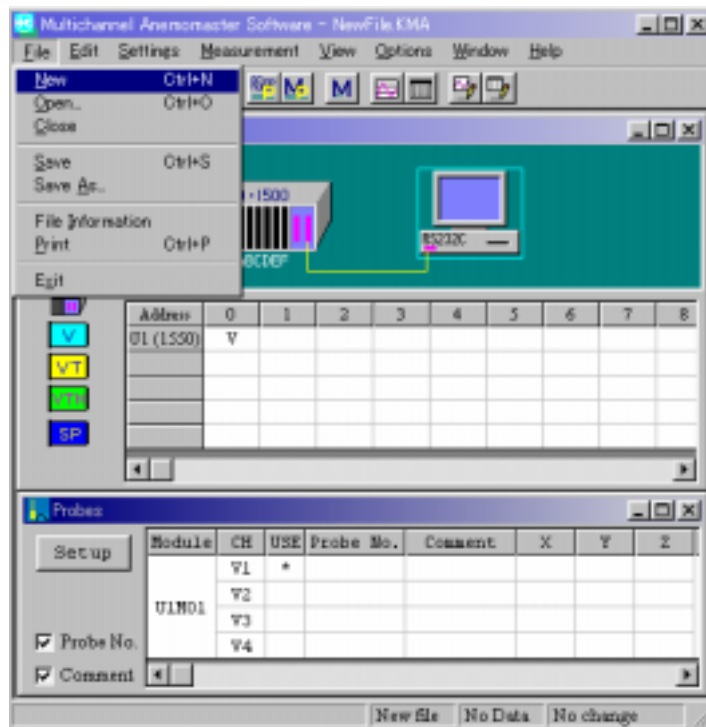 Multichannel Anemomaster Software - NewFile.KMA
File Edit Settings Measurement View Options Window Help
New Ctrl+N
Open.. Ctrl+O
Close
Save Ctrl+S
Save As..
File Information
Print Ctrl+P
Exit
M
1500
RS232C
BCDEF
Address 0 1 2 3 4 5 6 7 8
U1 (1550) V
V
VT
VTH
SP
Probes
Setup
Module CH USE Probe No. Comment X Y Z
U1M01
V1 *
V2
V3
V4
Probe No.
Comment
New file No Data No change